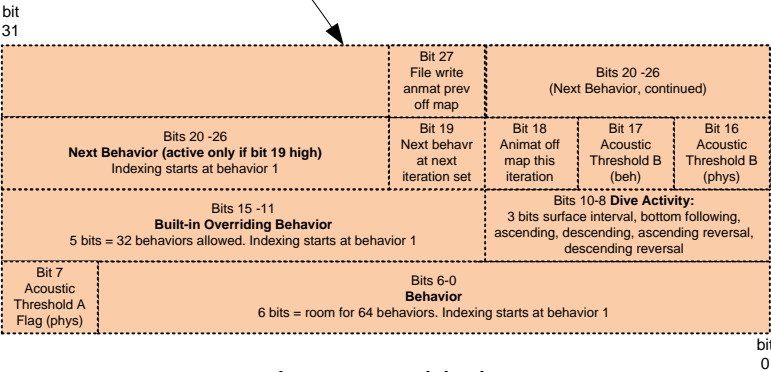 bit
31
Bit 27
File write
anmat prev
off map
Bits 20 -26
(Next Behavior, continued)
Bits 20 -26
Next Behavior (active only if bit 19 high)
Indexing starts at behavior 1
Bit 19
Next behavr
at next
iteration set
Bit 18
Animat off
map this
iteration
Bit 17
Acoustic
Threshold B
(beh)
Bit 16
Acoustic
Threshold B
(phys)
Bits 15 -11
Built-in Overriding Behavior
5 bits = 32 behaviors allowed. Indexing starts at behavior 1
Bits 10-8 Dive Activity:
3 bits surface interval, bottom following,
ascending, descending, ascending reversal,
descending reversal
Bit 7
Acoustic
Threshold A
Flag (phys)
Bits 6-0
Behavior
6 bits = room for 64 behaviors. Indexing starts at behavior 1
bit
0